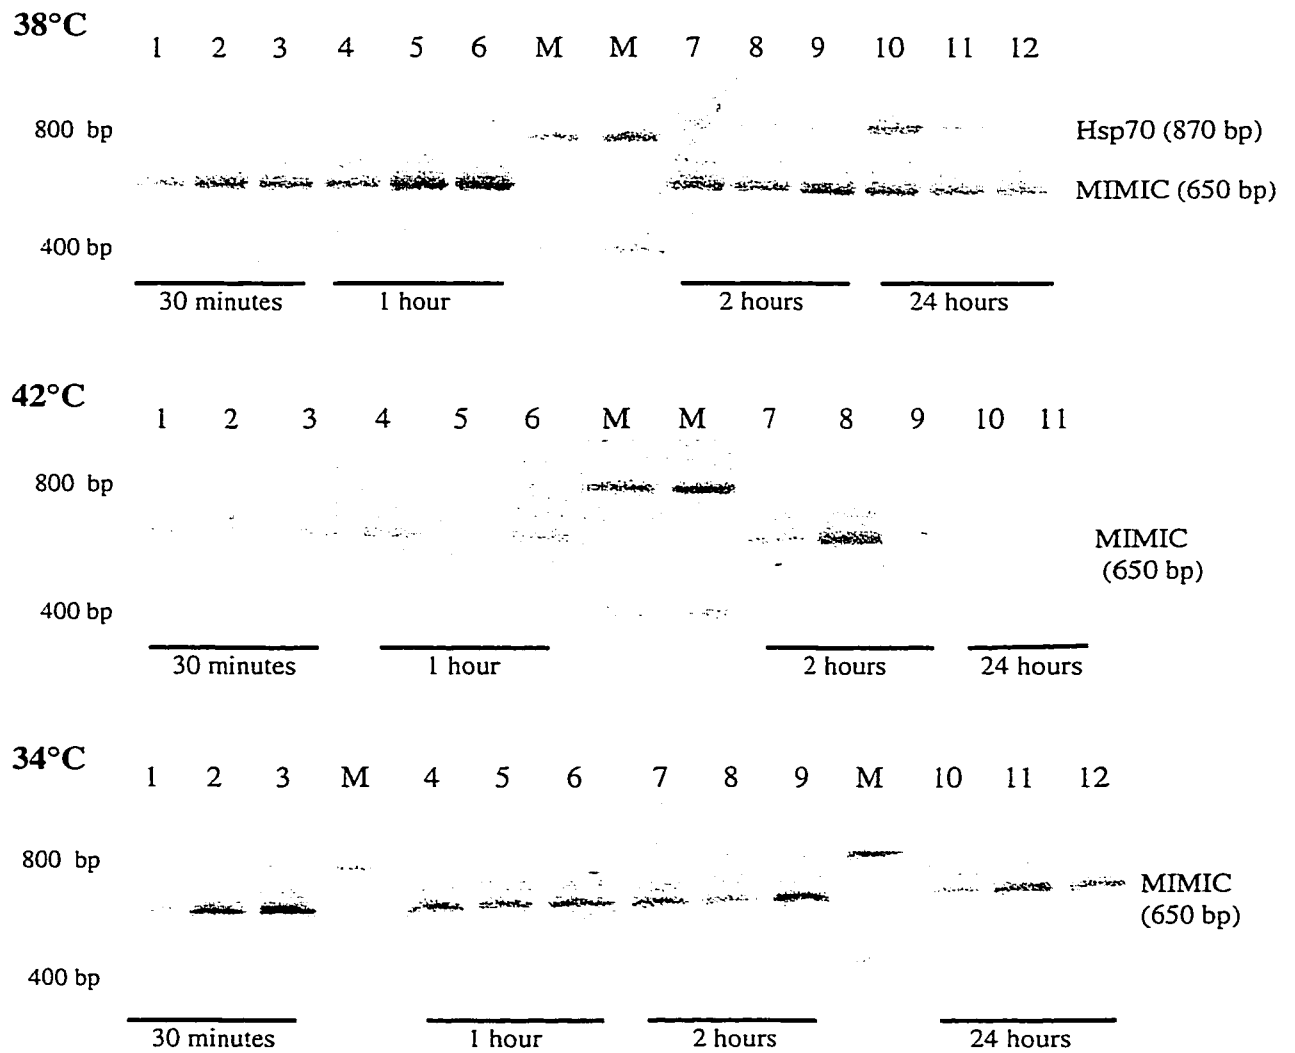 38°C
1 2 3 4 5 6 M M 7 8 9 10 11 12
800 bp
Hsp70 (870 bp)
MIMIC (650 bp)
400 bp
30 minutes 1 hour 2 hours 24 hours
42°C
1 2 3 4 5 6 M M 7 8 9 10 11
800 bp
MIMIC
(650 bp)
400 bp
30 minutes 1 hour 2 hours 24 hours
34°C
1 2 3 M 4 5 6 7 8 9 M 10 11 12
800 bp
MIMIC
(650 bp)
400 bp
30 minutes 1 hour 2 hours 24 hours